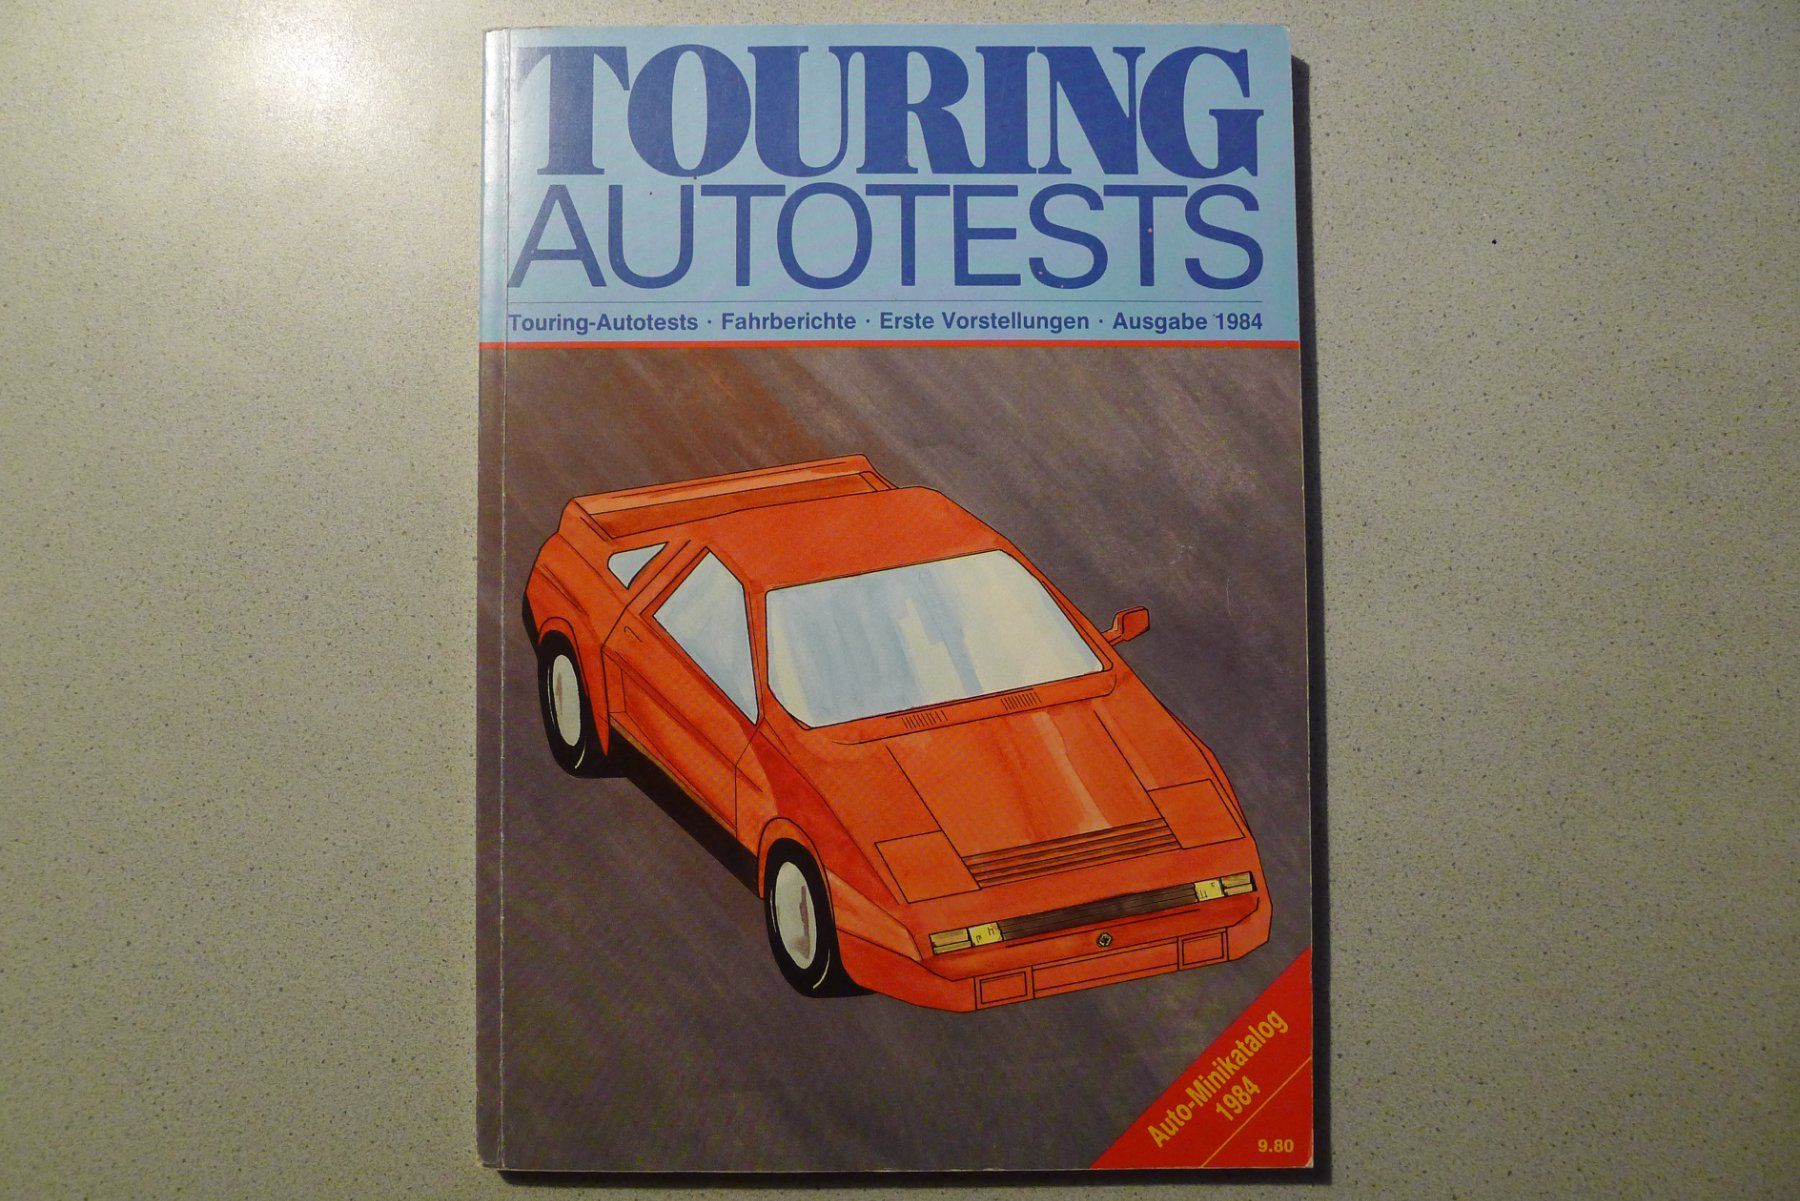 TOURING
AUTOTESTS
Touring-Autotests · Fahrberichte · Erste Vorstellungen · Ausgabe 1984
Auto-Minikatalog
1984
9.80